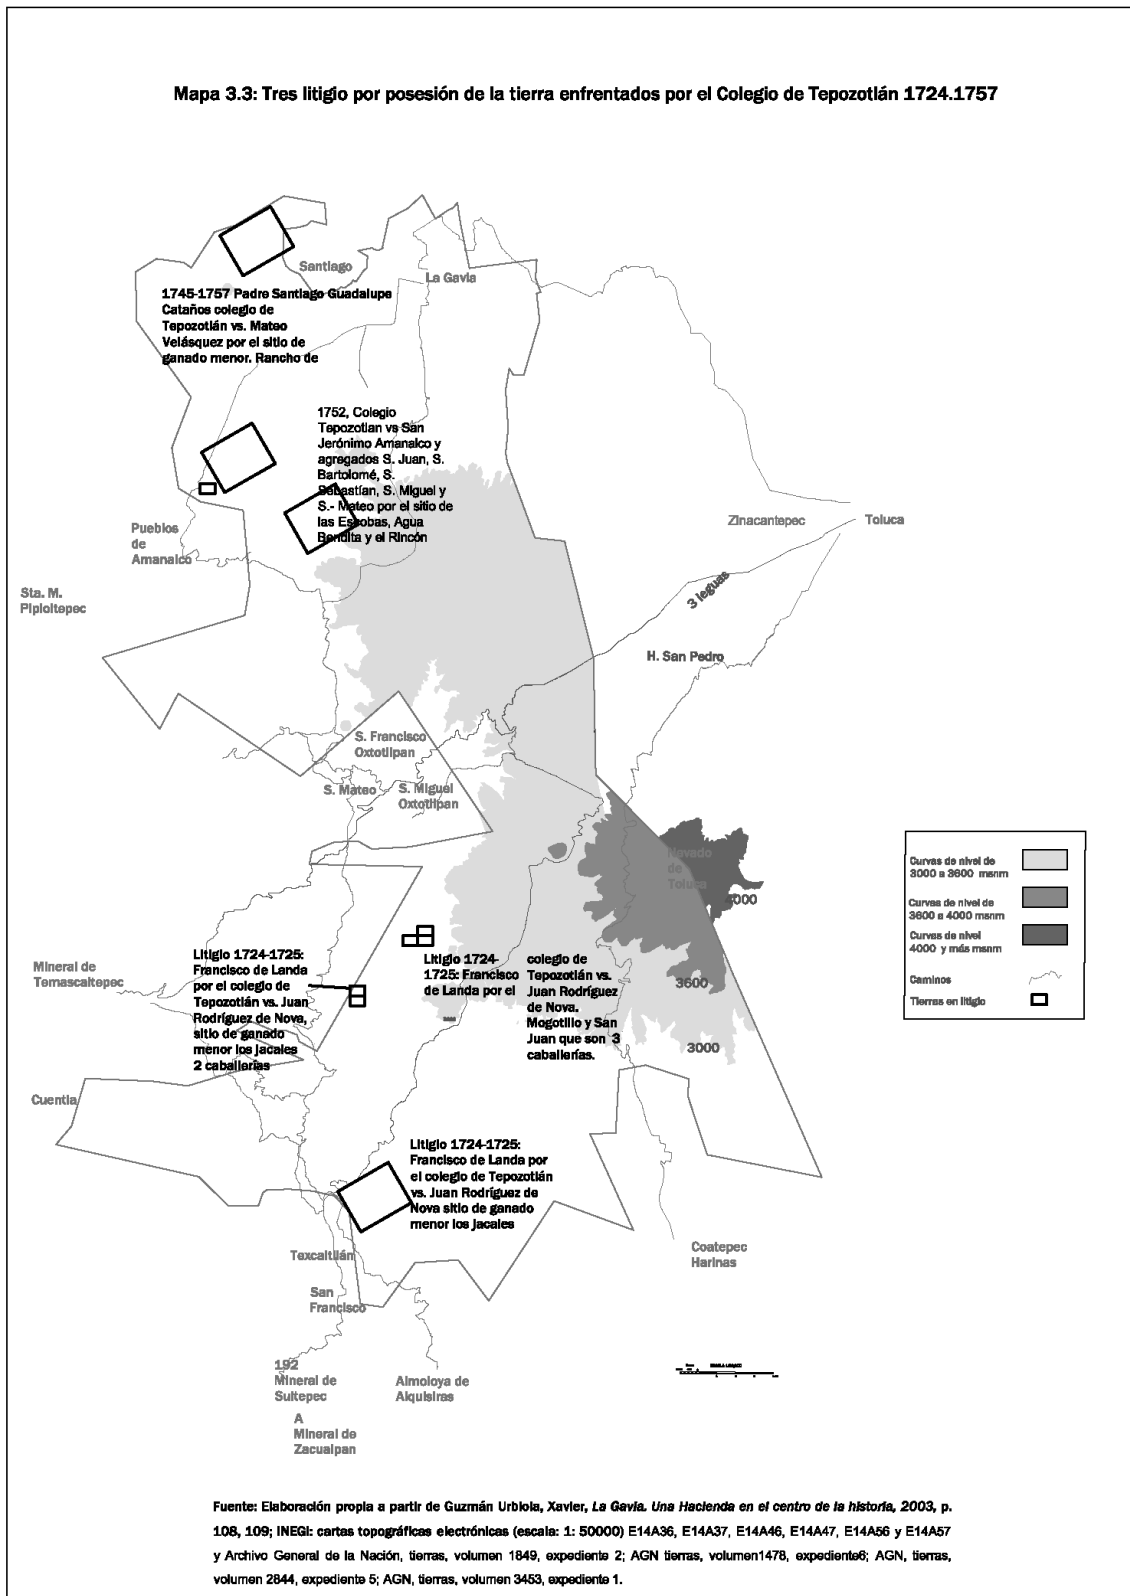 Mapa 3.3: Tres litigio por posesión de la tierra enfrentados por el Colegio de Tepozotlán 1724.1757
Santiago
La Gavia
1745-1757 Padre Santiago Guadalupe
Cataños colegio de
Tepozotlán vs. Mateo
Velásquez por el sitio de
ganado menor. Rancho de
1752, Colegio
Tepozotlan vs San
Jerónimo Amanalco y
agregados S. Juan, S.
Bartolomé, S.
Sebastían, S. Miguel y
S.- Mateo por el sitio de
las Escobas, Agua
Bendita y el Rincón
Pueblos
de
Amanalco
Zinacantepec
Toluca
Sta. M.
Pipioltepec
3 leguas
H. San Pedro
S. Francisco
Oxtotilpan
S. Mateo
S. Miguel
Oxtotilpan
Nevado
de
Toluca
4000
Curvas de nivel de
3000 a 3600 msnm
Curvas de nivel de
3600 a 4000 msnm
Curvas de nivel
4000 y más msnm
Caminos
Tierras en litigio
Mineral de
Temascaltepec
Litigio 1724-1725:
Francisco de Landa
por el colegio de
Tepozotlán vs. Juan
Rodríguez de Nova,
sitio de ganado
menor los jacales
2 caballerías
Litigio 1724-
1725: Francisco
de Landa por el
colegio de
Tepozotlán vs.
Juan Rodríguez
de Nova.
Mogotillo y San
Juan que son 3
caballerías.
3600
3000
Cuentla
Litigio 1724-1725:
Francisco de Landa por
el colegio de Tepozotlán
vs. Juan Rodríguez de
Nova sitio de ganado
menor los jacales
Texcaltitlán
San
Francisco
Coatepec
Harinas
192
Mineral de
Sultepec
Almoloya de
Alquisiras
A
Mineral de
Zacualpan
Fuente: Elaboración propia a partir de Guzmán Urbiola, Xavier, La Gavia. Una Hacienda en el centro de la historia, 2003, p.
108, 109; INEGI: cartas topográficas electrónicas (escala: 1: 50000) E14A36, E14A37, E14A46, E14A47, E14A56 y E14A57
y Archivo General de la Nación, tierras, volumen 1849, expediente 2; AGN tierras, volumen1478, expediente6; AGN, tierras,
volumen 2844, expediente 5; AGN, tierras, volumen 3453, expediente 1.